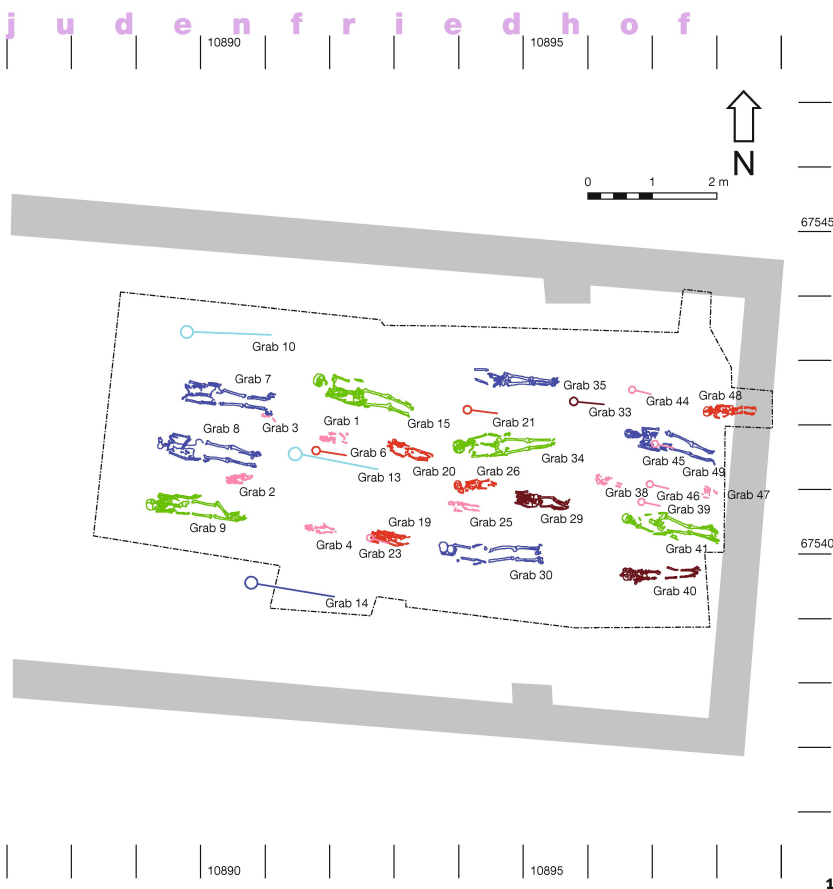 judenfriedhof
10890 10895
N
0 1 2 m
67545
Grab 10
Grab 7
Grab 35
Grab 44
Grab 48
Grab 33
Grab 3
Grab 1
Grab 15
Grab 21
Grab 8
Grab 6
Grab 34
Grab 45
Grab 49
Grab 13
Grab 20
Grab 26
Grab 2
Grab 38
Grab 46
Grab 47
Grab 39
Grab 9
Grab 19
Grab 25
Grab 29
Grab 4
Grab 23
Grab 41
67540
Grab 30
Grab 40
Grab 14
10890 10895
1